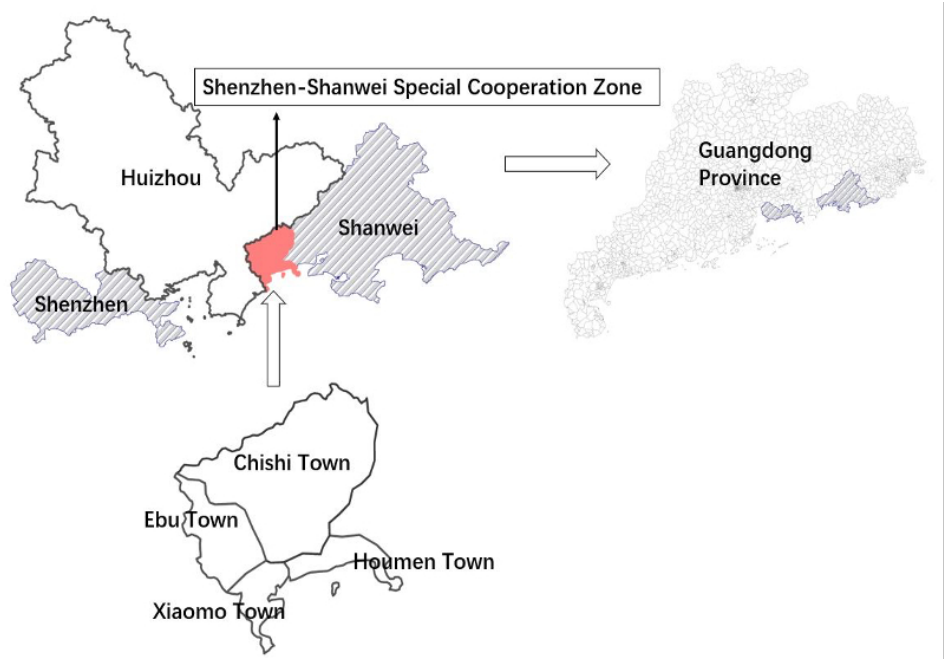 Shenzhen-Shanwei Special Cooperation Zone
Huizhou
Shanwei
Shenzhen
Guangdong
Province
Chishi Town
Ebu Town
Houmen Town
Xiaomo Town